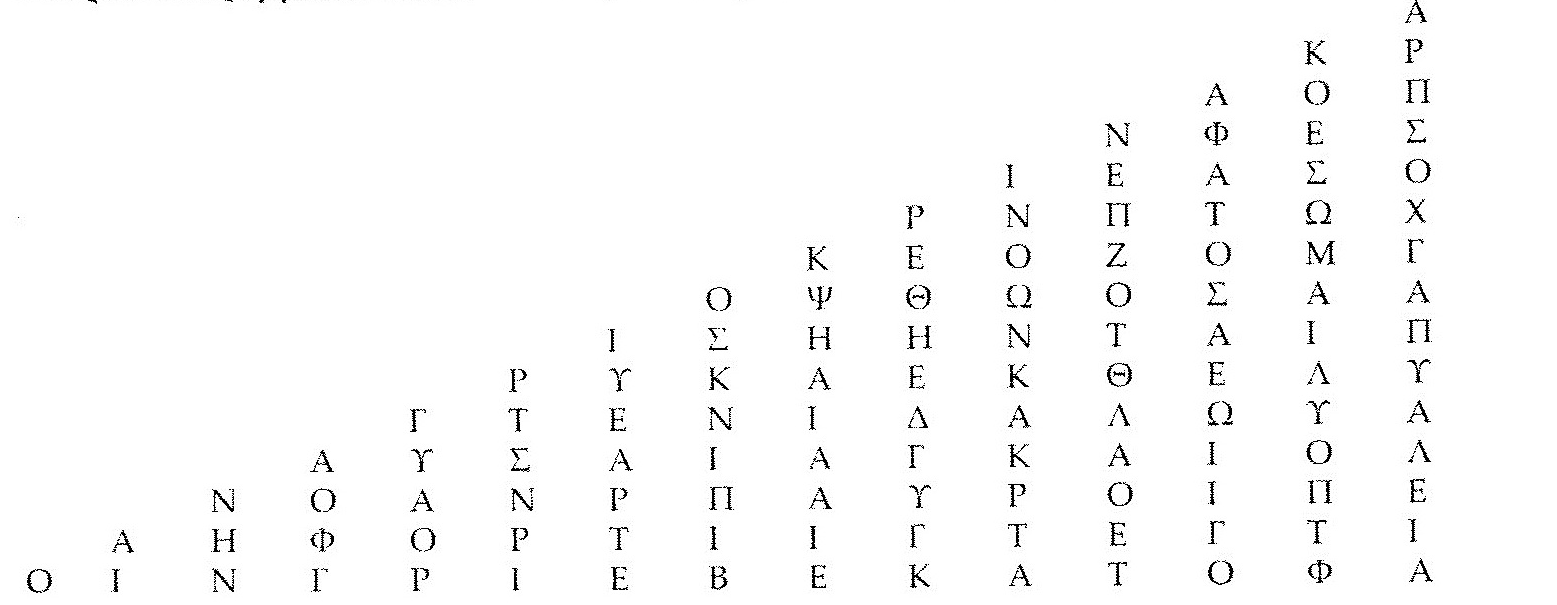 Α
Κ Ρ
Α Ο Π
Ν Φ Ε Σ
Ι Ε Α Σ Ο
Ρ Ν Π Τ Ω Χ
Κ Ε Ο Ζ Ο Μ Γ
Ο Ψ Θ Ω Ο Σ Α Α
Ι Σ Η Η Ν Τ Α Ι Π
Ρ Υ Κ Α Ε Κ Θ Ε Λ Υ
Γ Τ Ε Ν Ι Δ Α Λ Ω Υ Α
Α Υ Σ Α Ι Α Γ Κ Α Ι Ο Λ
Ν Ο Α Ν Ρ Π Α Υ Ρ Ο Ι Π Ε
Α Η Φ Ο Ρ Τ Ι Ι Γ Τ Ε Γ Τ Ι
Ο Ι Ν Γ Ρ Ι Ε Β Ε Κ Α Τ Ο Φ Α